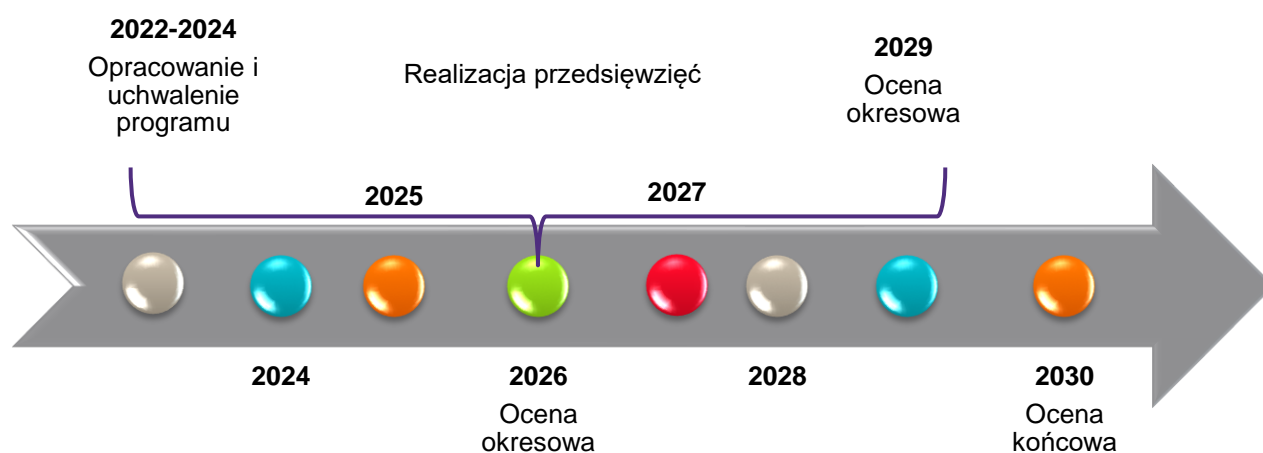 2022-2024
Opracowanie i
uchwalenie
programu
Realizacja przedsięwzięć
2029
Ocena
okresowa
2025
2027
2024
2026
Ocena
okresowa
2028
2030
Ocena
końcowa